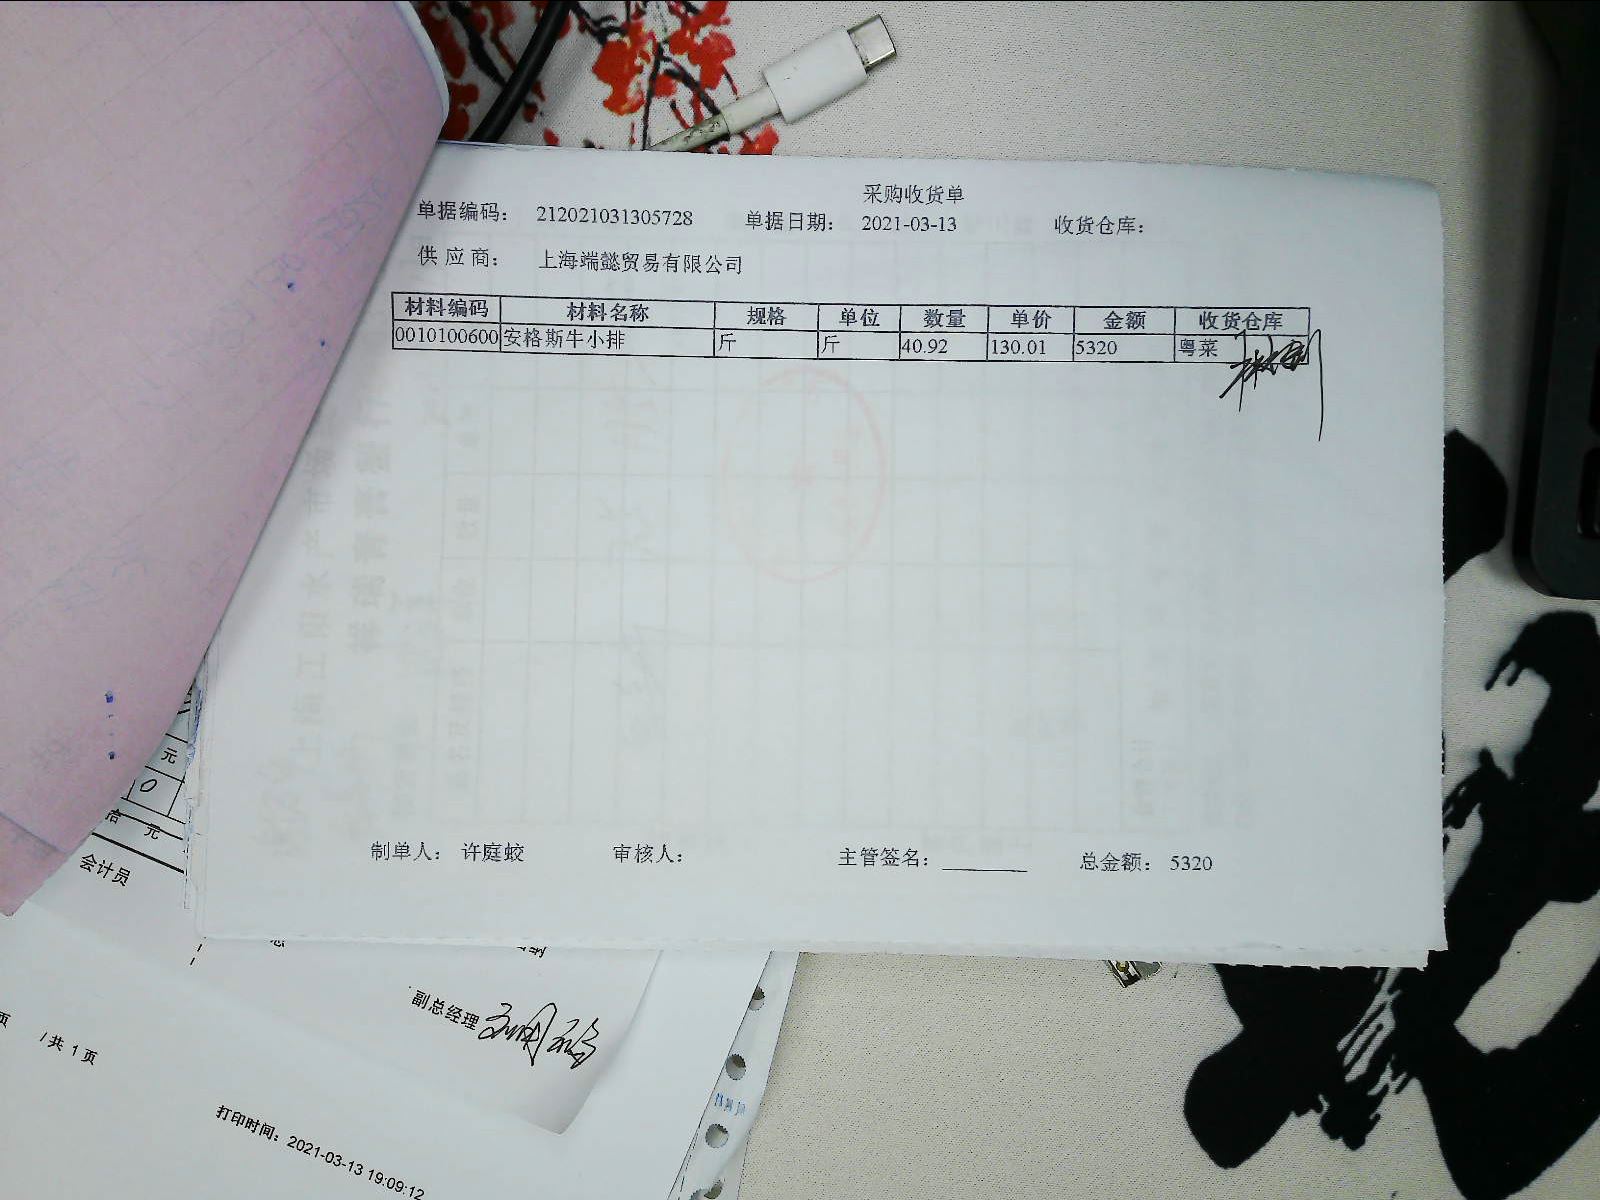 采购收货单
单据编码： 212021031305728 单据日期： 2021-03-13 收货仓库：
供 应 商： 上海端懿贸易有限公司
材料编码 材料名称 规格 单位 数量 单价 金额 收货仓库
0010100600 安格斯牛小排 斤 斤 40.92 130.01 5320 粤菜
制单人： 许庭蛟 审核人： 主管签名： 总金额： 5320
元
0
拾 元
会计员
副总经理
/共 1 页
打印时间：2021-03-13 19:09:12